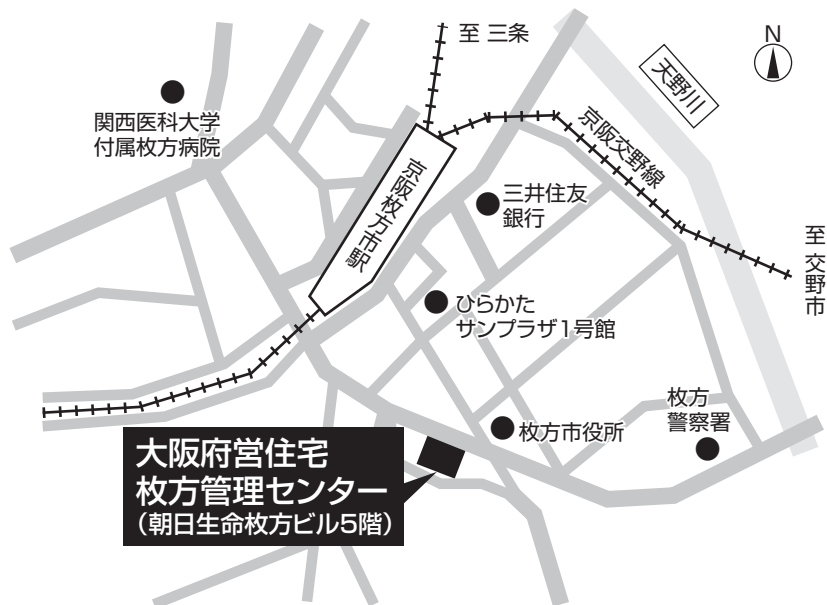 至 三条
N
天野川
関西医科大学
付属枚方病院
京阪枚方市駅
京阪交野線
三井住友
銀行
至 交野市
ひらかた
サンプラザ1号館
枚方市役所
枚方
警察署
大阪府営住宅
枚方管理センター
（朝日生命枚方ビル5階）